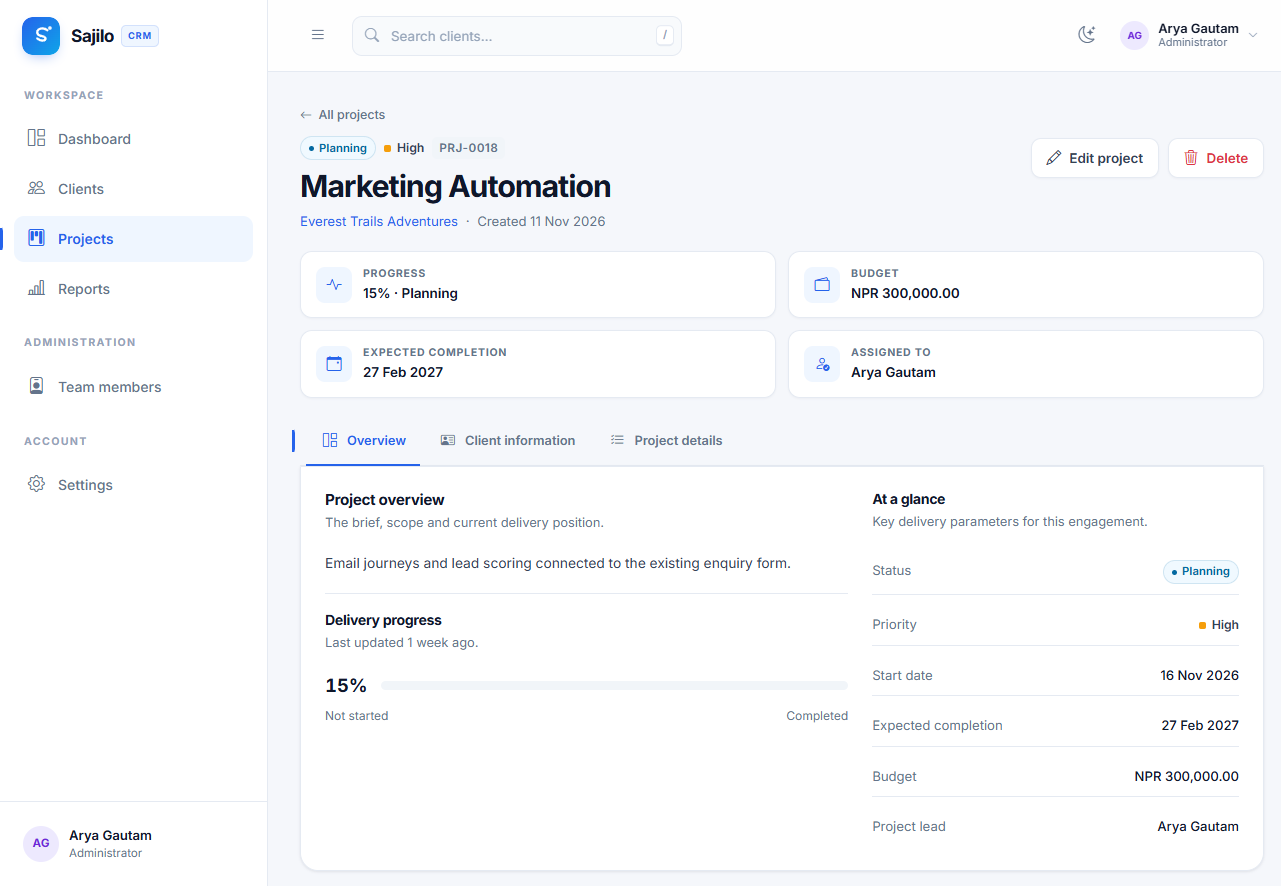 Sajilo CRM
WORKSPACE
Dashboard
Clients
Projects
Reports
ADMINISTRATION
Team members
ACCOUNT
Settings
AG Arya Gautam
Administrator
Search clients... /
AG Arya Gautam
Administrator
← All projects
Planning High PRJ-0018
Marketing Automation
Everest Trails Adventures · Created 11 Nov 2026
Edit project Delete
PROGRESS
15% · Planning
BUDGET
NPR 300,000.00
EXPECTED COMPLETION
27 Feb 2027
ASSIGNED TO
Arya Gautam
Overview Client information Project details
Project overview
The brief, scope and current delivery position.
Email journeys and lead scoring connected to the existing enquiry form.
Delivery progress
Last updated 1 week ago.
15%
Not started Completed
At a glance
Key delivery parameters for this engagement.
Status Planning
Priority High
Start date 16 Nov 2026
Expected completion 27 Feb 2027
Budget NPR 300,000.00
Project lead Arya Gautam